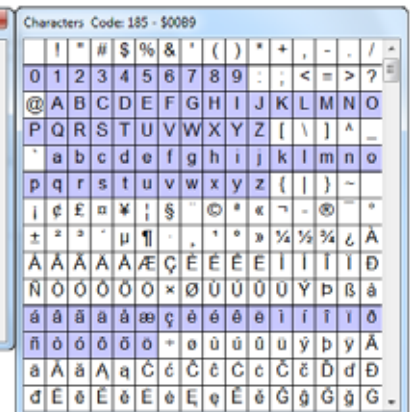 Characters Code: 185 - $00B9
! " # $ % & ' ( ) * + , - . /
0 1 2 3 4 5 6 7 8 9 : ; < = > ?
@ A B C D E F G H I J K L M N O
P Q R S T U V W X Y Z [ \ ] ^ _
` a b c d e f g h i j k l m n o
p q r s t u v w x y z { | } ~
¡ ¢ £ ¤ ¥ ¦ § ¨ © ª « ¬ - ® ¯ °
± ² ³ ´ µ ¶ · ¸ ¹ º » ¼ ½ ¾ ¿ À
Á Â Ã Ä Å Æ Ç È É Ê Ë Ì Í Î Ï Ð
Ñ Ò Ó Ô Õ Ö × Ø Ù Ú Û Ü Ý Þ ß à
á â ã ä å æ ç è é ê ë ì í î ï ð
ñ ò ó ô õ ö ÷ ø ù ú û ü ý þ ÿ Ā
ā Ă ă Ą ą Ć ć Ĉ ĉ Ċ ċ Č č Ď ď Đ
đ Ē ē Ĕ ĕ Ė ė Ę ę Ě ě Ĝ ĝ Ğ ğ Ġ